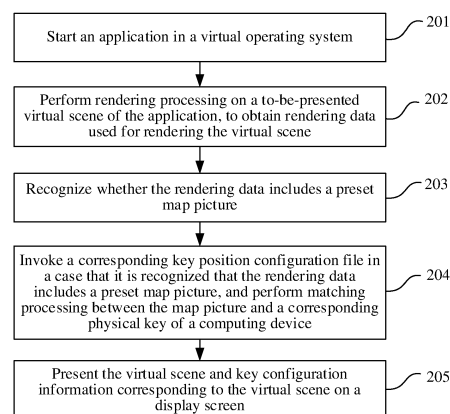 Start an application in a virtual operating system
201
Perform rendering processing on a to-be-presented
virtual scene of the application, to obtain rendering data
used for rendering the virtual scene
202
Recognize whether the rendering data includes a preset
map picture
203
Invoke a corresponding key position configuration file in
a case that it is recognized that the rendering data
includes a preset map picture, and perform matching
processing between the map picture and a corresponding
physical key of a computing device
204
Present the virtual scene and key configuration
information corresponding to the virtual scene on a
display screen
205